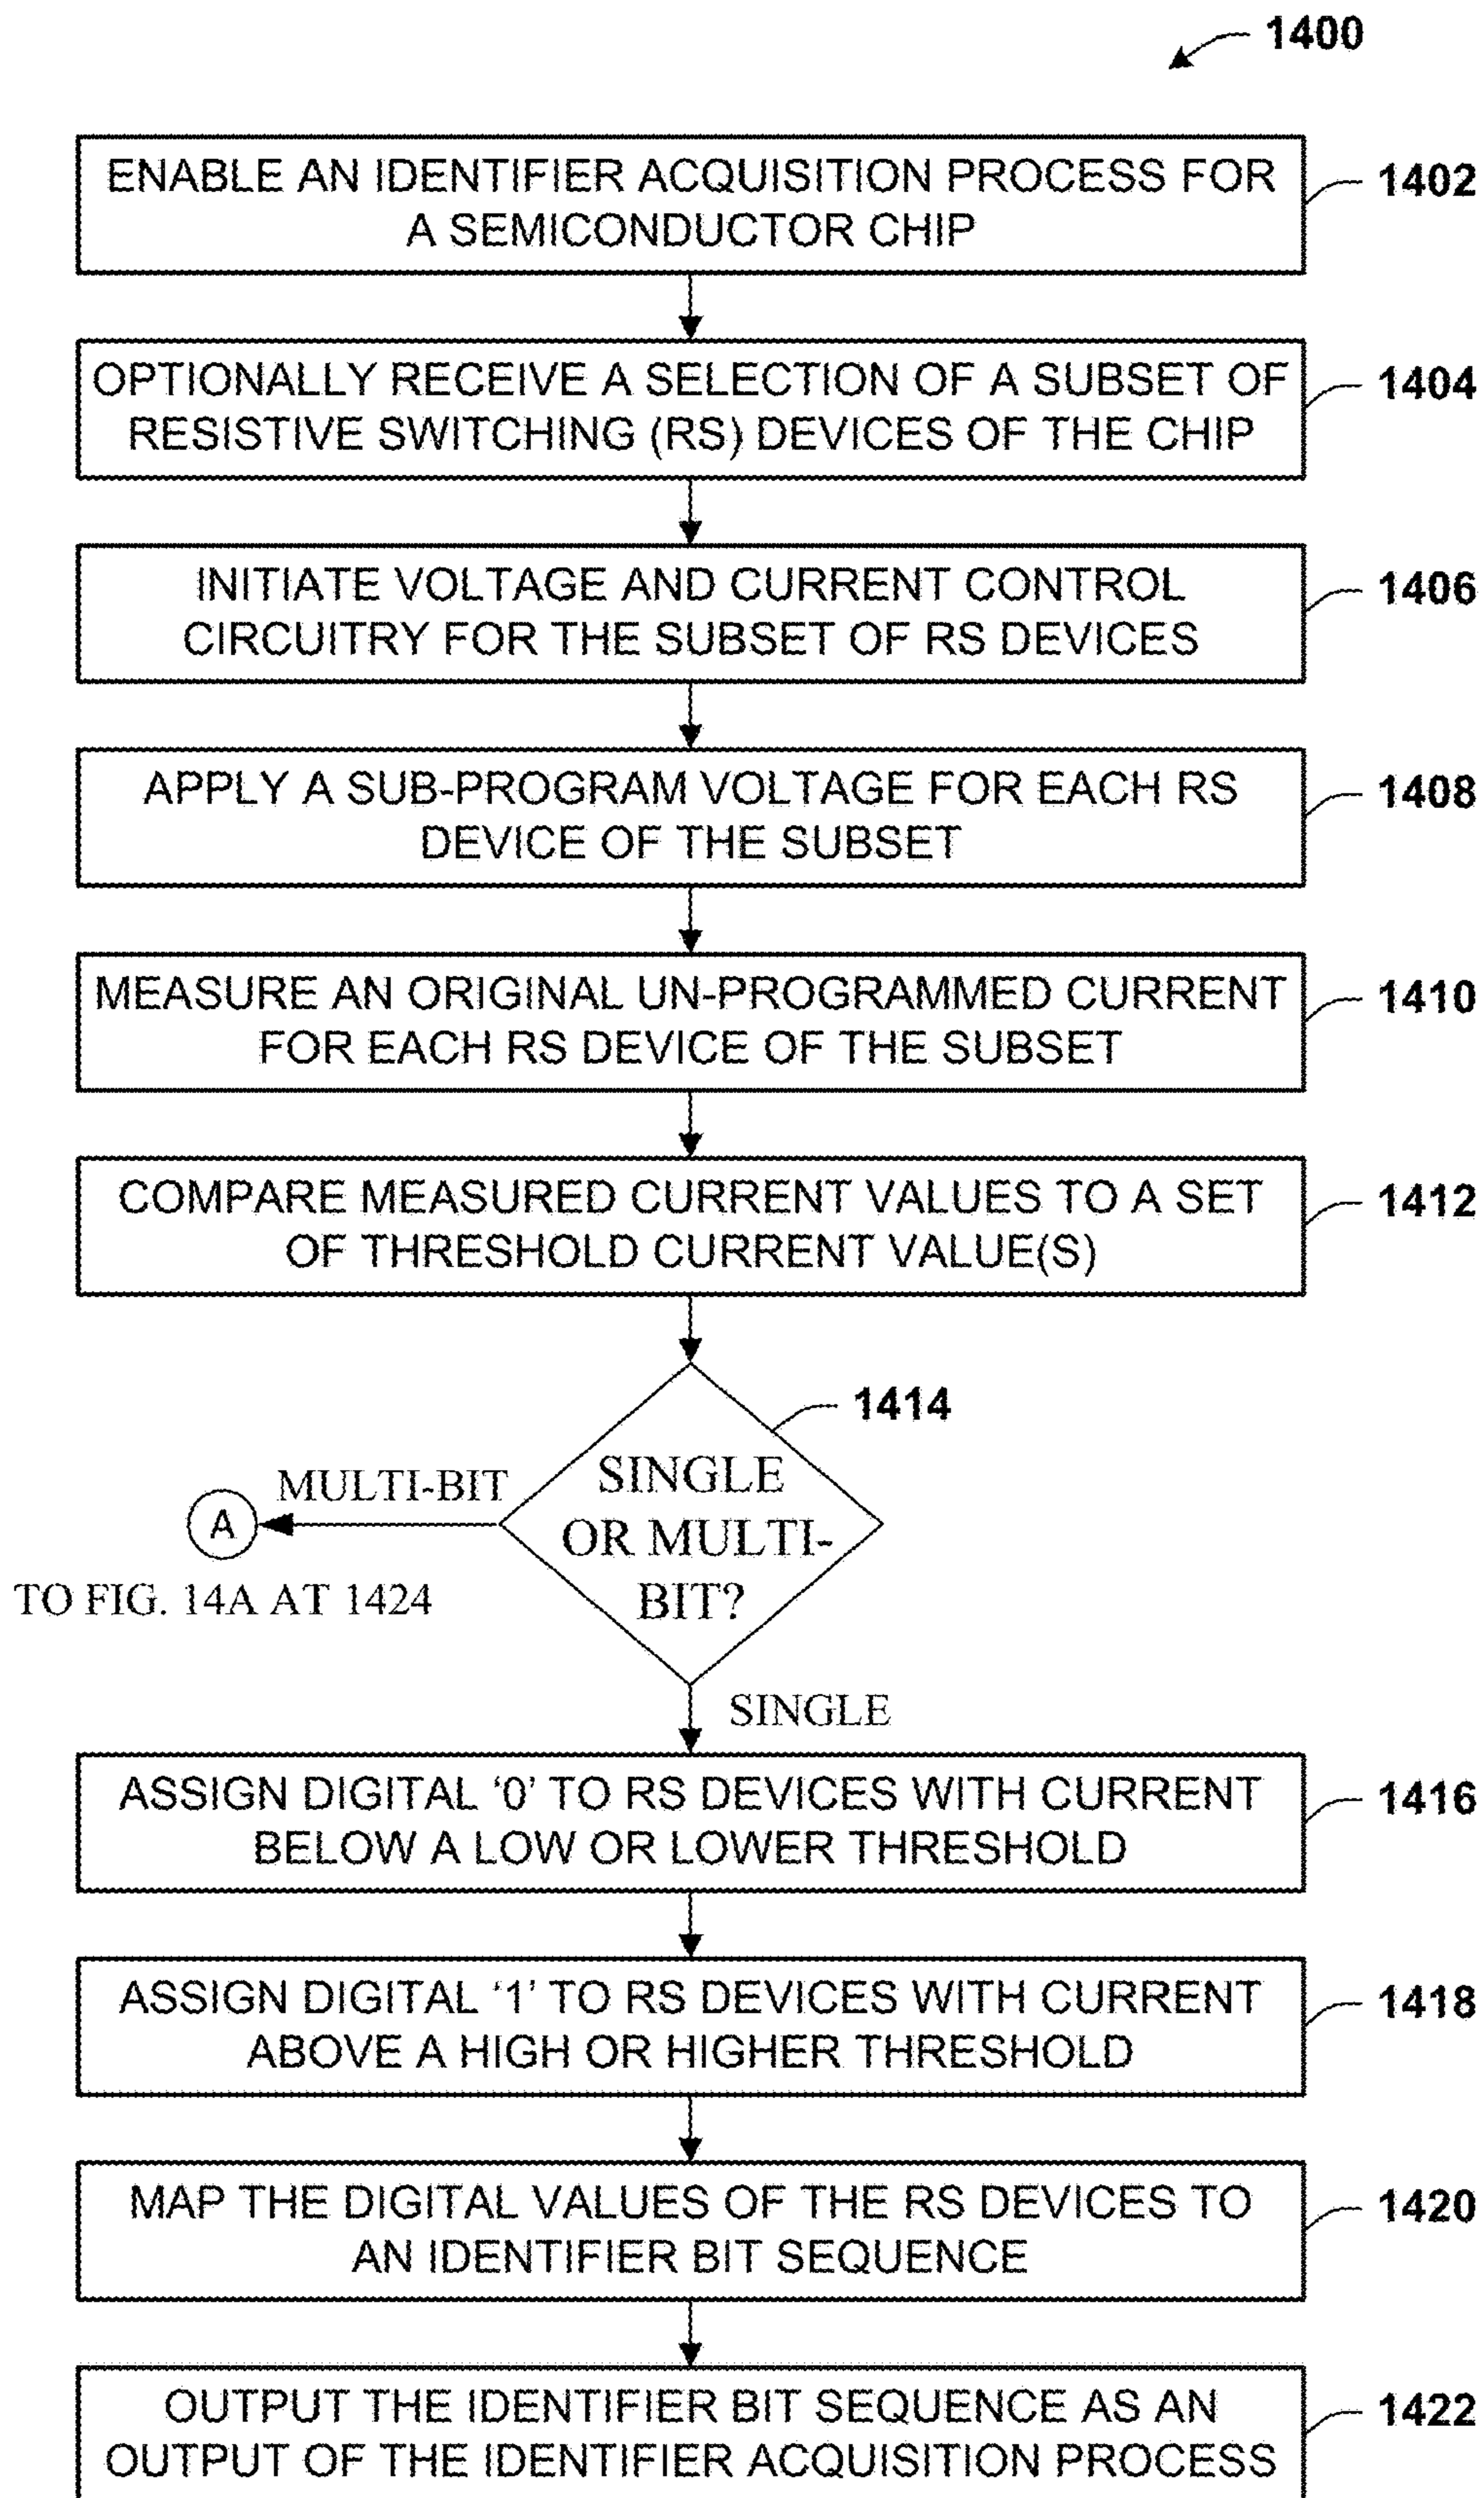 1400
ENABLE AN IDENTIFIER ACQUISITION PROCESS FOR
A SEMICONDUCTOR CHIP
1402
OPTIONALLY RECEIVE A SELECTION OF A SUBSET OF
RESISTIVE SWITCHING (RS) DEVICES OF THE CHIP
1404
INITIATE VOLTAGE AND CURRENT CONTROL
CIRCUITRY FOR THE SUBSET OF RS DEVICES
1406
APPLY A SUB-PROGRAM VOLTAGE FOR EACH RS
DEVICE OF THE SUBSET
1408
MEASURE AN ORIGINAL UN-PROGRAMMED CURRENT
FOR EACH RS DEVICE OF THE SUBSET
1410
COMPARE MEASURED CURRENT VALUES TO A SET
OF THRESHOLD CURRENT VALUE(S)
1412
1414
SINGLE
OR MULTI-
BIT?
MULTI-BIT
A
TO FIG. 14A AT 1424
SINGLE
ASSIGN DIGITAL ‘0’ TO RS DEVICES WITH CURRENT
BELOW A LOW OR LOWER THRESHOLD
1416
ASSIGN DIGITAL ‘1’ TO RS DEVICES WITH CURRENT
ABOVE A HIGH OR HIGHER THRESHOLD
1418
MAP THE DIGITAL VALUES OF THE RS DEVICES TO
AN IDENTIFIER BIT SEQUENCE
1420
OUTPUT THE IDENTIFIER BIT SEQUENCE AS AN
OUTPUT OF THE IDENTIFIER ACQUISITION PROCESS
1422